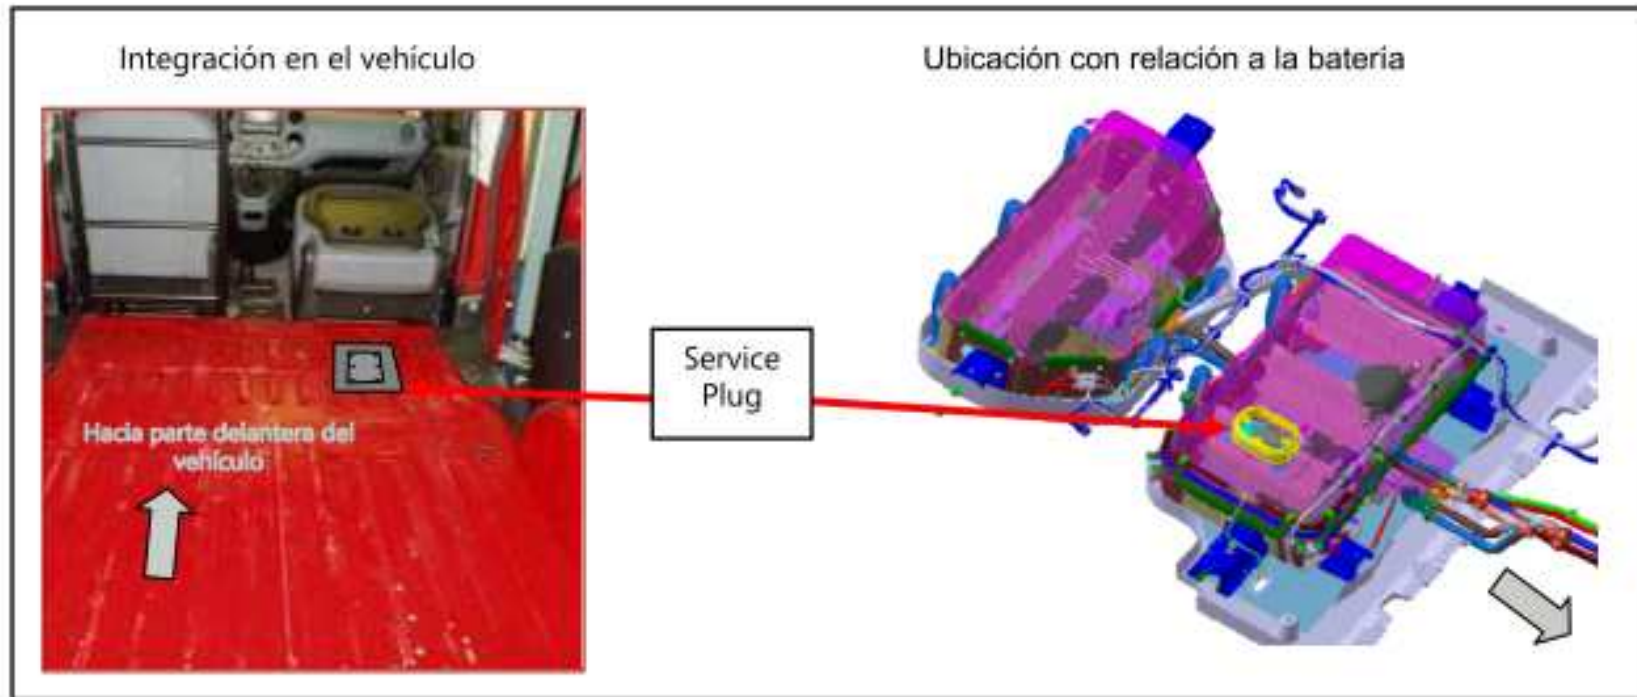 Integración en el vehículo
Ubicación con relación a la batería
Service
Plug
Hacia parte delantera del
vehículo